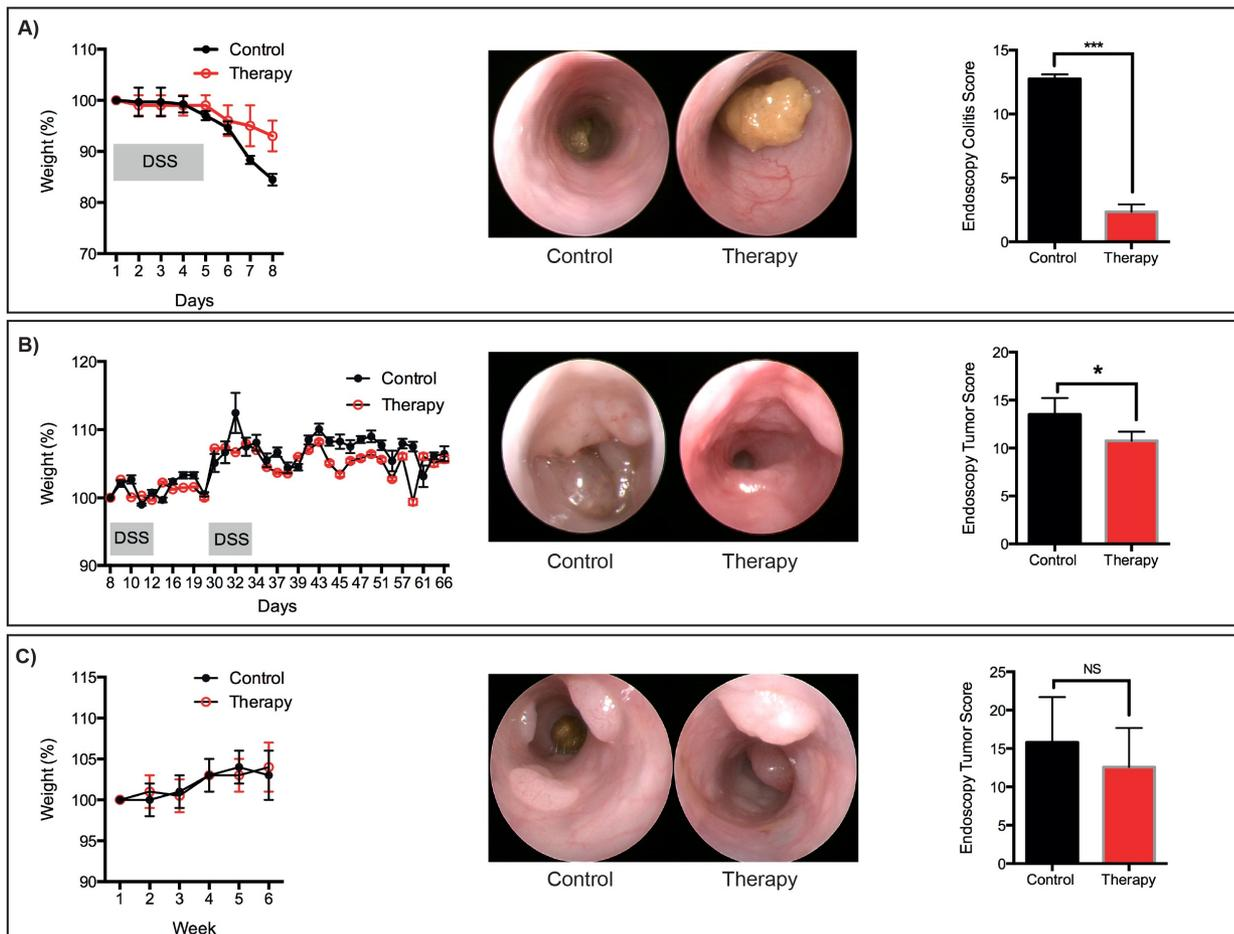 A)
Control
Therapy
Weight (%)
110
100
90
80
70
DSS
1 2 3 4 5 6 7 8
Days
Control
Therapy
Endoscopy Colitis Score
15
10
5
0
***
Control
Therapy
B)
Control
Therapy
Weight (%)
120
110
100
90
DSS
DSS
8 10 12 16 19 30 32 34 37 39 43 45 47 51 57 61 66
Days
Control
Therapy
Endoscopy Tumor Score
20
15
10
5
0
*
Control
Therapy
C)
Control
Therapy
Weight (%)
115
110
105
100
95
90
1 2 3 4 5 6
Week
Control
Therapy
Endoscopy Tumor Score
25
20
15
10
5
0
NS
Control
Therapy